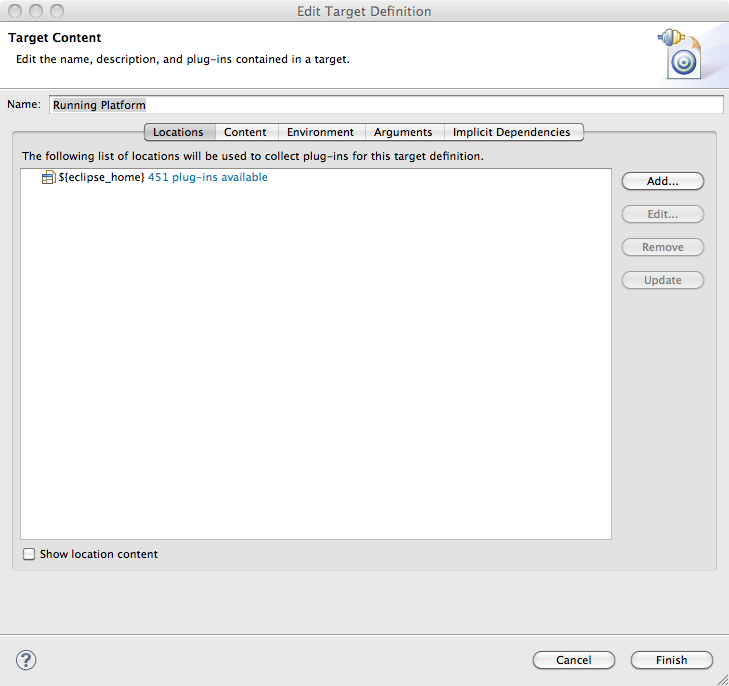 Edit Target Definition
Target Content
Edit the name, description, and plug-ins contained in a target.
Name: Running Platform
Locations Content Environment Arguments Implicit Dependencies
The following list of locations will be used to collect plug-ins for this target definition.
${eclipse_home} 451 plug-ins available
Add...
Edit...
Remove
Update
Show location content
? Cancel Finish